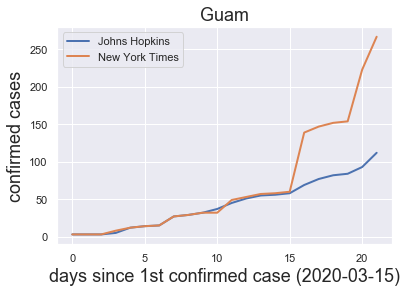 Guam
Johns Hopkins
New York Times
confirmed cases
250
200
150
100
50
0
0 5 10 15 20
days since 1st confirmed case (2020-03-15)